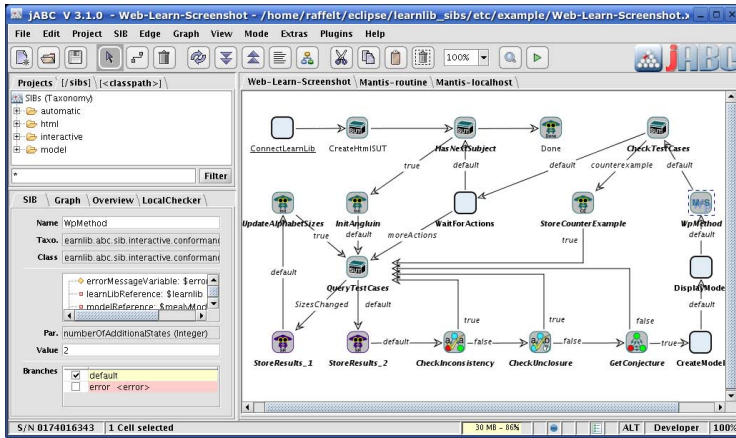 jABC V 3.1.0 - Web-Learn-Screenshot - /home/raffelt/eclipse/learnlib_sibs/etc/example/Web-Learn-Screenshot.x
File Edit Project SIB Edge Graph View Mode Extras Plugins Help
100%
jABC
Projects [/sibs] [<classpath>]
Web-Learn-Screenshot Mantis-routine Mantis-localhost
SIBs (Taxonomy)
automatic
html
interactive
model
*
Filter
SIB Graph Overview LocalChecker
Name WpMethod
Taxo. earnlib.abc.sib.interactive.conforman
Class earnlib.abc.sib.interactive.conformand
errorMessageVariable: $erro
learnLibReference: $learnlib
modelReference: $mealyMod
Par. numberOfAdditionalStates (Integer)
Value 2
Branches
default
error <error>
ConnectLearnLib CreateHtmlSUT HasNextSubject Done CheckTestCases
true default default counterexample default
UpdateAlphabetSizes InitAngluin WaitForActions StoreCounterExample WpMethod
true default moreActions true default
default
QueryTestCases DisplayMode
SizesChanged default default
true true false
StoreResults_1 StoreResults_2 default CheckInconsistency false CheckUnclosure false GetConjecture true CreateModel
S/N 0174016343 1 Cell selected 30 MB - 86% ALT Developer 100%